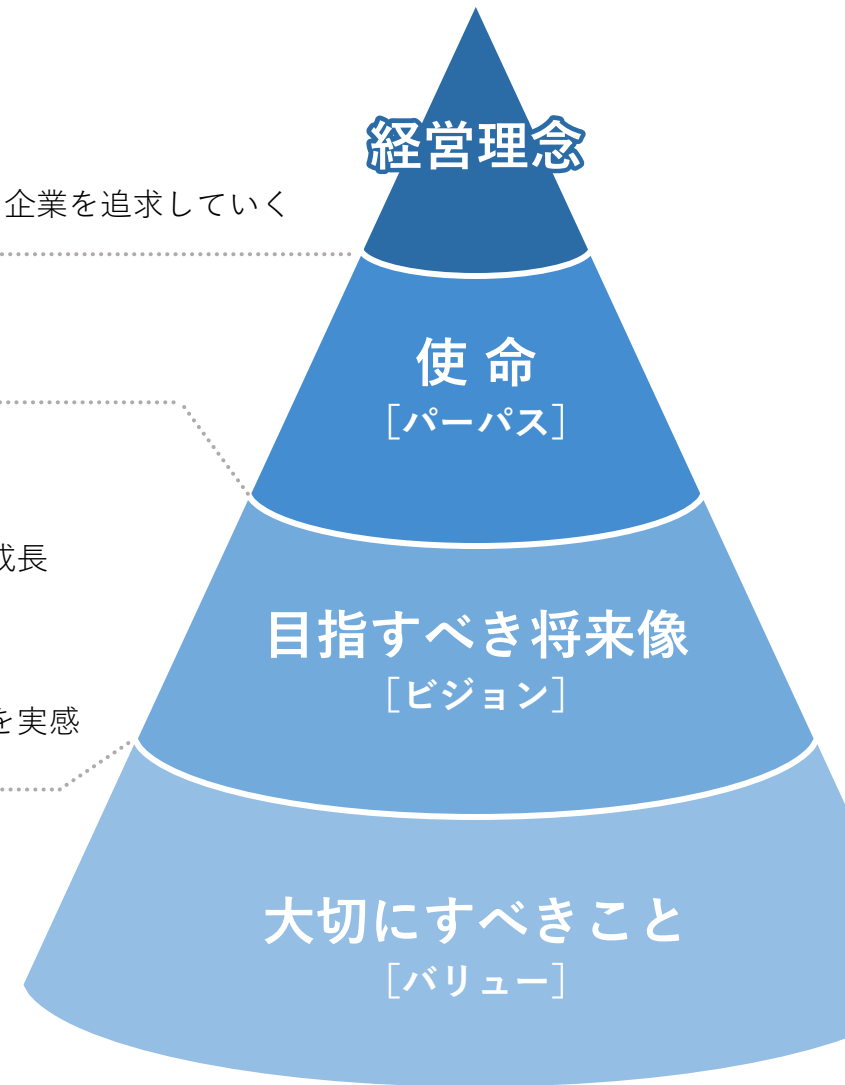 経営理念
企業を追求していく
使命
［パーパス］
成長
目指すべき将来像
［ビジョン］
を実感
大切にすべきこと
［バリュー］